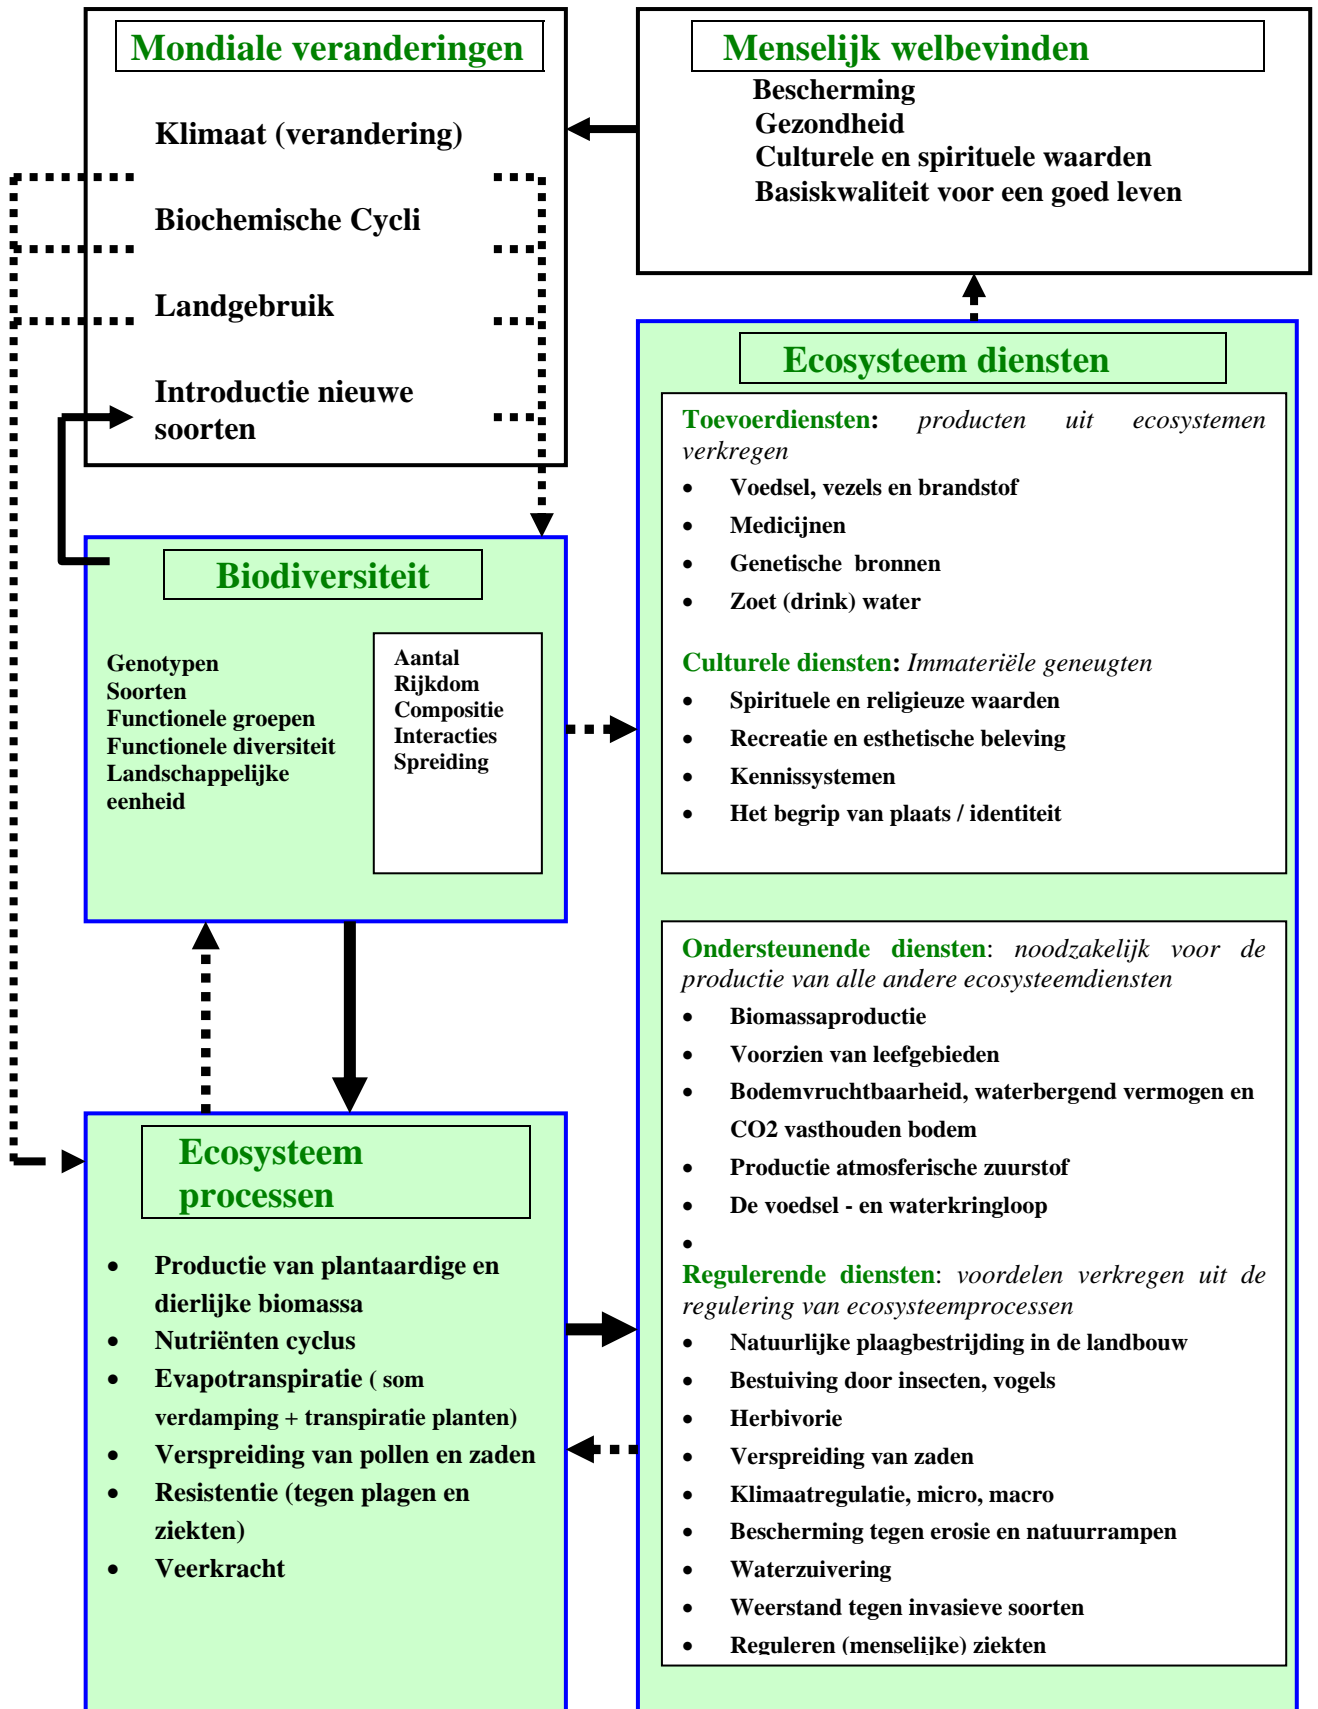 Mondiale veranderingen
Klimaat (verandering)
Biochemische Cycli
Landgebruik
Introductie nieuwe
soorten
Menselijk welbevinden
Bescherming
Gezondheid
Culturele en spirituele waarden
Basiskwaliteit voor een goed leven
Biodiversiteit
Genotypen
Soorten
Functionele groepen
Functionele diversiteit
Landschappelijke
eenheid
Aantal
Rijkdom
Compositie
Interacties
Spreiding
Ecosysteem diensten
Toevoerdiensten: producten uit ecosystemen
verkregen
• Voedsel, vezels en brandstof
• Medicijnen
• Genetische bronnen
• Zoet (drink) water
Culturele diensten: Immateriële geneugten
• Spirituele en religieuze waarden
• Recreatie en esthetische beleving
• Kennissystemen
• Het begrip van plaats / identiteit
Ondersteunende diensten: noodzakelijk voor de
productie van alle andere ecosysteemdiensten
• Biomassaproductie
• Voorzien van leefgebieden
• Bodemvruchtbaarheid, waterbergend vermogen en
CO2 vasthouden bodem
• Productie atmosferische zuurstof
• De voedsel - en waterkringloop
•
Regulerende diensten: voordelen verkregen uit de
regulering van ecosysteemprocessen
• Natuurlijke plaagbestrijding in de landbouw
• Bestuiving door insecten, vogels
• Herbivorie
• Verspreiding van zaden
• Klimaatregulatie, micro, macro
• Bescherming tegen erosie en natuurrampen
• Waterzuivering
• Weerstand tegen invasieve soorten
• Reguleren (menselijke) ziekten
Ecosysteem
processen
• Productie van plantaardige en
dierlijke biomassa
• Nutriënten cyclus
• Evapotranspiratie ( som
verdamping + transpiratie planten)
• Verspreiding van pollen en zaden
• Resistentie (tegen plagen en
ziekten)
• Veerkracht